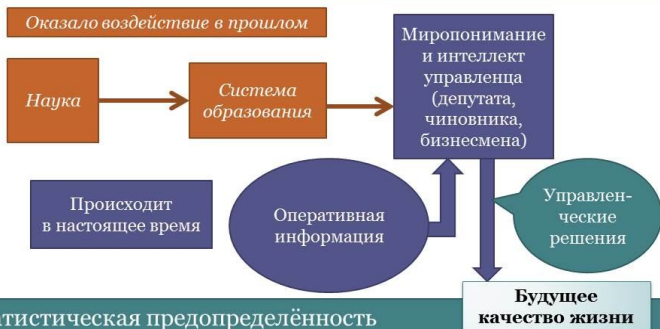 Оказало воздействие в прошлом
Наука
Система
образования
Миропонимание
и интеллект
управленца
(депутата,
чиновника,
бизнесмена)
Происходит
в настоящее время
Оперативная
информация
Управлен-
ческие
решения
Будущее
качество жизни
предопределённость